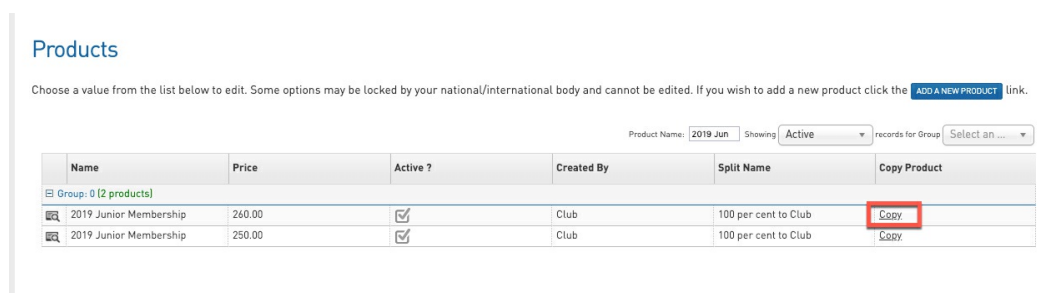 Products
Choose a value from the list below to edit. Some options may be locked by your national/international body and cannot be edited. If you wish to add a new product click the ADD A NEW PRODUCT link.
Product Name: 2019 Jun Showing Active records for Group Select an ...
Name Price Active ? Created By Split Name Copy Product
Group: 0 (2 products)
2019 Junior Membership 260.00 Club 100 per cent to Club Copy
2019 Junior Membership 250.00 Club 100 per cent to Club Copy